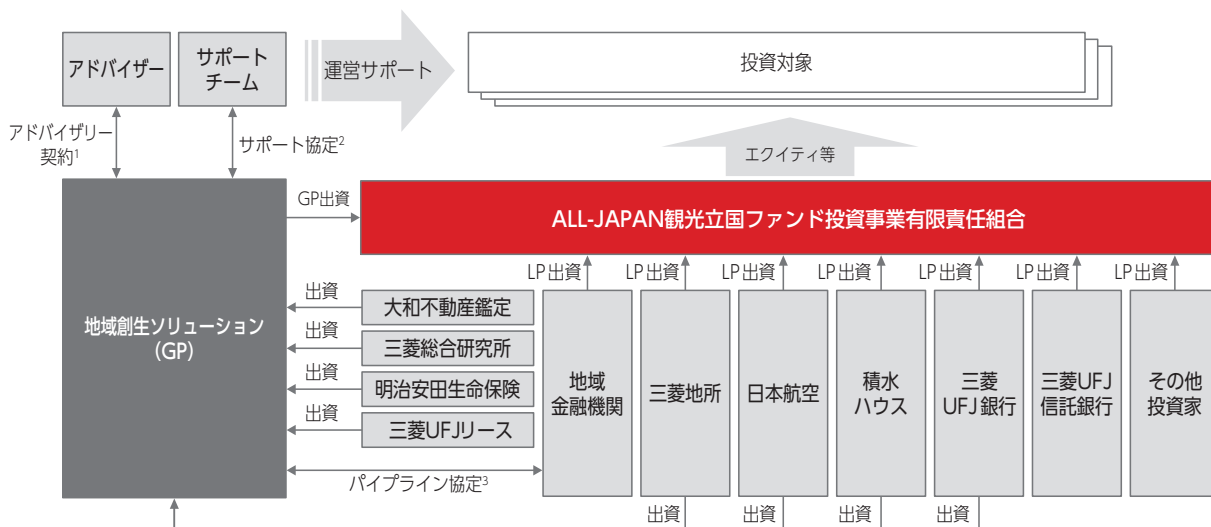 アドバイザー
サポート
チーム
運営サポート
投資対象
アドバイザリー
契約1
サポート協定2
エクイティ等
GP出資
ALL-JAPAN観光立国ファンド投資事業有限責任組合
LP出資
LP出資
LP出資
LP出資
LP出資
LP出資
LP出資
地域創生ソリューション
(GP)
出資
大和不動産鑑定
出資
三菱総合研究所
出資
明治安田生命保険
出資
三菱UFJリース
パイプライン協定3
地域
金融機関
三菱地所
日本航空
積水
ハウス
三菱
UFJ銀行
三菱UFJ
信託銀行
その他
投資家
出資
出資
出資
出資